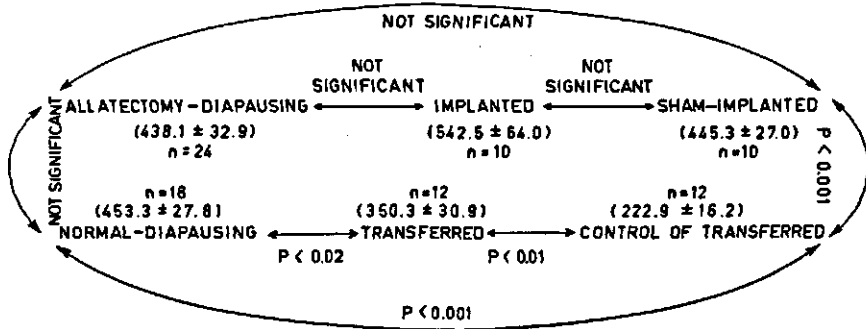 NOT SIGNIFICANT
NOT SIGNIFICANT
NOT SIGNIFICANT
ALLATECTOMY-DIAPAUSING
IMPLANTED
SHAM-IMPLANTED
(438.1 ± 32.9)
(542.5 ± 64.0)
(445.3 ± 27.0)
n=24
n=10
n=10
NOT SIGNIFICANT
P < 0.001
n=18
n=12
n=12
(453.3 ± 27.8)
(350.3 ± 30.9)
(222.9 ± 16.2)
NORMAL-DIAPAUSING
TRANSFERRED
CONTROL OF TRANSFERRED
P < 0.02
P < 0.01
P < 0.001